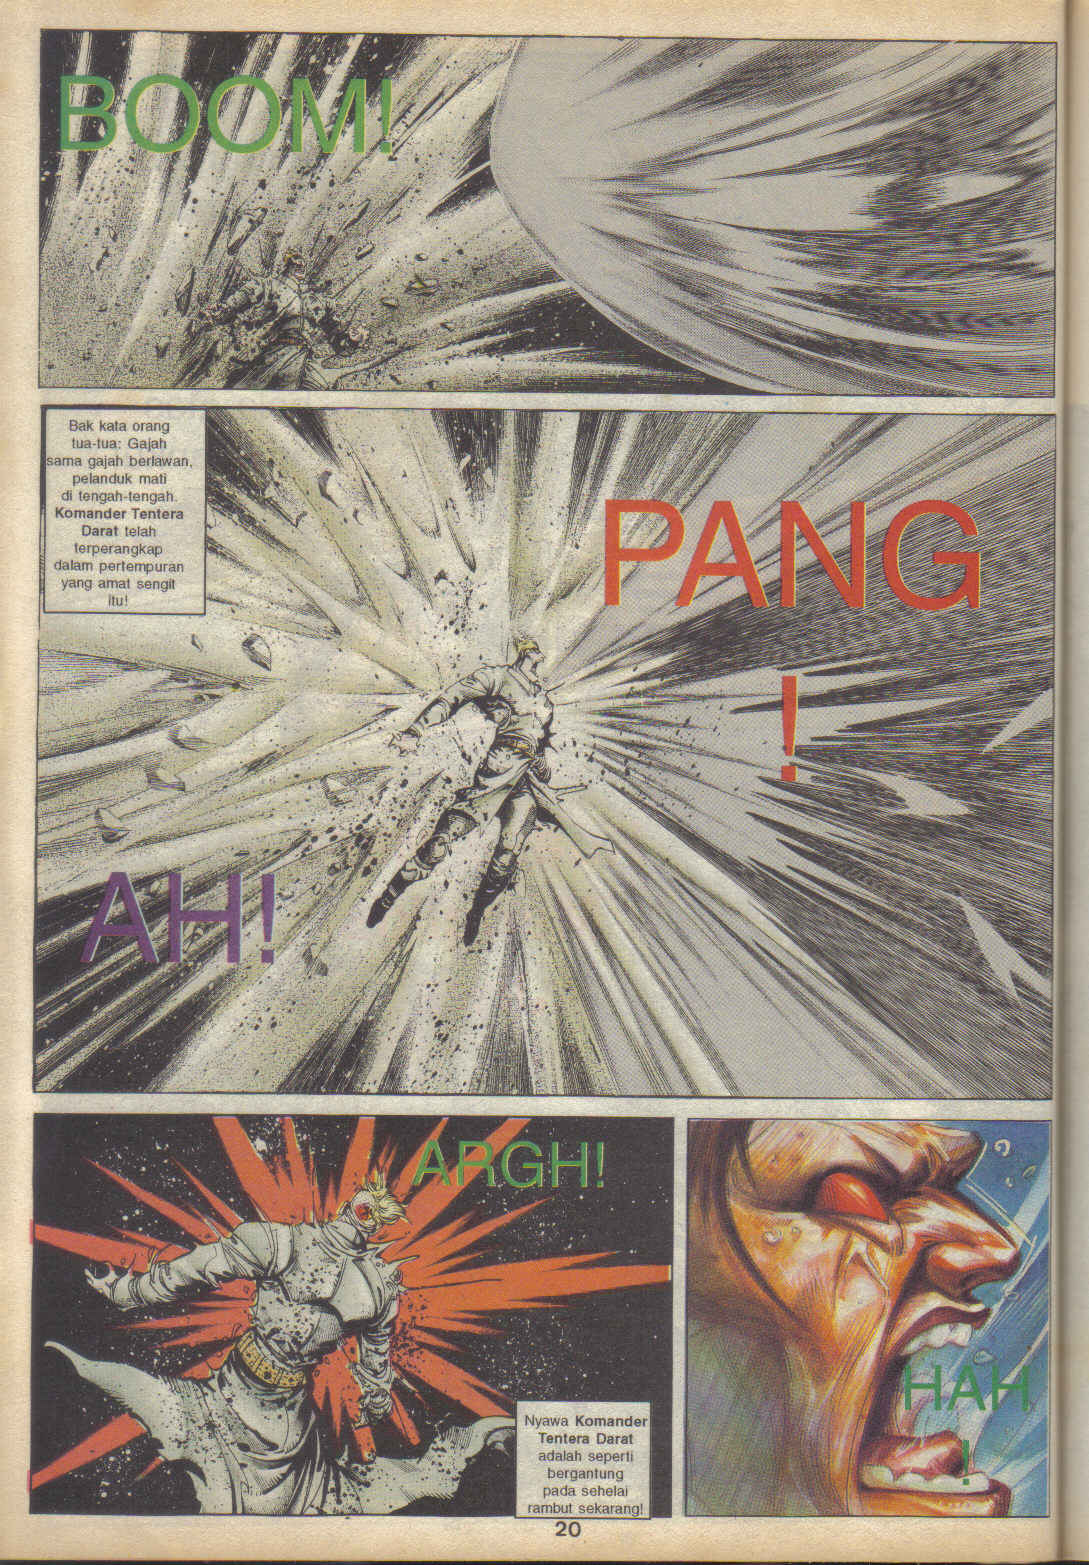 BOOM!
Bak kata orang
tua-tua: Gajah
sama gajah berlawan,
pelanduk mati
di tengah-tengah.
Komander Tentera
Darat telah
terperangkap
dalam pertempuran
yang amat sengit
itu!
PANG
!
AH!
ARGH!
Nyawa Komander
Tentera Darat
adalah seperti
bergantung
pada sehelai
rambut sekarang!
HAH
!
20